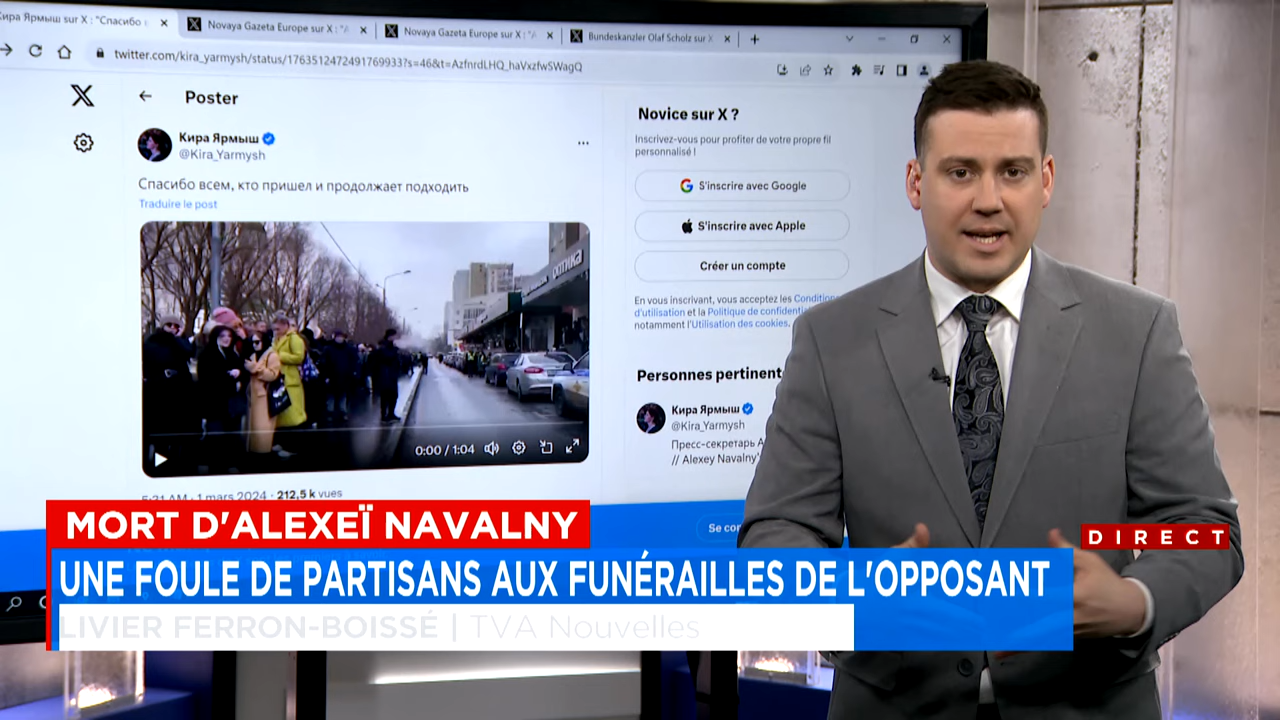 Кира Ярмыш sur X : "Спасибо
Novaya Gazeta Europe sur X : "A
Novaya Gazeta Europe sur X : "A
Bundeskanzler Olaf Scholz sur X
twitter.com/kira_yarmysh/status/1763512472491769933?s=46&t=AzfnrdLHQ_haVxzfwSWagQ
Poster
Кира Ярмыш
@Kira_Yarmysh
Спасибо всем, кто пришел и продолжает подходить
Traduire le post
ОПТИКА
0:00 / 1:04
5:21 AM · 1 mars 2024 · 212,5 k vues
Novice sur X ?
Inscrivez-vous pour profiter de votre propre fil
personnalisé !
S'inscrire avec Google
S'inscrire avec Apple
Créer un compte
En vous inscrivant, vous acceptez les Conditions
d'utilisation et la Politique de confidential
notamment l'Utilisation des cookies.
Personnes pertinent
Кира Ярмыш
@Kira_Yarmysh
Пресс-секретарь А
// Alexey Navalny'
Se con
MORT D'ALEXEÏ NAVALNY
DIRECT
UNE FOULE DE PARTISANS AUX FUNÉRAILLES DE L'OPPOSANT
LIVIER FERRON-BOISSÉ | TVA Nouvelles